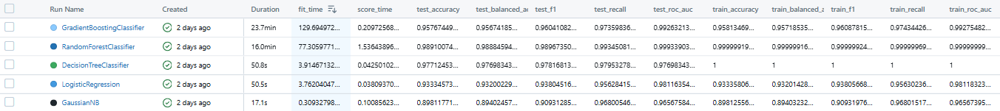 Run Name Created Duration fit_time score_time test_accuracy test_balanced_a test_f1 test_recall test_roc_auc train_accuracy train_balanced_a train_f1 train_recall train_roc_auc
GradientBoostingClassifier 2 days ago 23.7min 129.694972... 0.20972568... 0.95767449... 0.95674185... 0.96041082... 0.97359836... 0.99263213... 0.95813469... 0.95718535... 0.96087815... 0.97434426... 0.99275482...
RandomForestClassifier 2 days ago 16.0min 77.3059771... 1.53643896... 0.98910074... 0.98884594... 0.98967350... 0.99345081... 0.99933903... 0.99999919... 0.99999916... 0.99999924... 0.99999969... 0.99999999...
DecisionTreeClassifier 2 days ago 50.8s 3.91467132... 0.04250102... 0.97712453... 0.97698343... 0.97816813... 0.97953278... 0.97698343... 1 1 1 1 1
LogisticRegression 2 days ago 50.5s 3.76204047... 0.03809370... 0.93334573... 0.93200229... 0.93804516... 0.95628415... 0.98116354... 0.93335806... 0.93201428... 0.93805668... 0.95630236... 0.98118323...
GaussianNB 2 days ago 17.1s 0.30932798... 0.10085623... 0.89811771... 0.89402457... 0.90931285... 0.96800546... 0.96567584... 0.89812556... 0.89403232... 0.90931976... 0.96801517... 0.96567395...